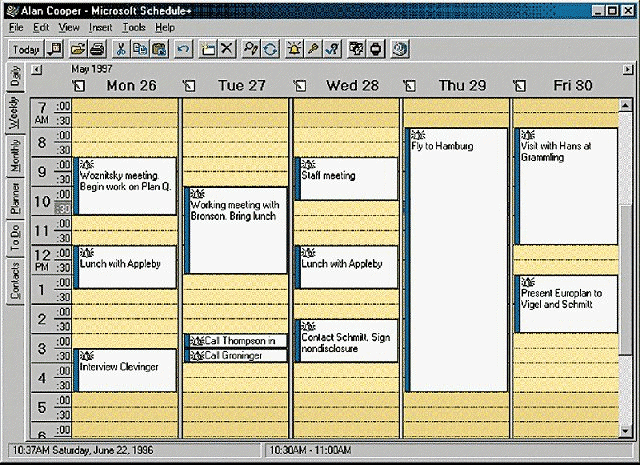 Alan Cooper - Microsoft Schedule+
File Edit View Insert Tools Help
Today
May 1997
Mon 26 Tue 27 Wed 28 Thu 29 Fri 30
Daily
Weekly
Monthly
Planner
To Do
Contacts
7 :00
AM :30
8 :00
:30
9 :00
:30
10 :00
:30
11 :00
:30
12 :00
PM :30
1 :00
:30
2 :00
:30
3 :00
:30
4 :00
:30
5 :00
:30
6 :00
Woznitsky meeting.
Begin work on Plan Q.
Lunch with Appleby
Interview Clevinger
Working meeting with
Bronson. Bring lunch
Call Thompson in
Call Groninger
Staff meeting
Lunch with Appleby
Contact Schmitt. Sign
nondisclosure
Fly to Hamburg
Visit with Hans at
Grammling
Present Europlan to
Vigel and Schmitt
10:37AM Saturday, June 22, 1996
10:30AM - 11:00AM